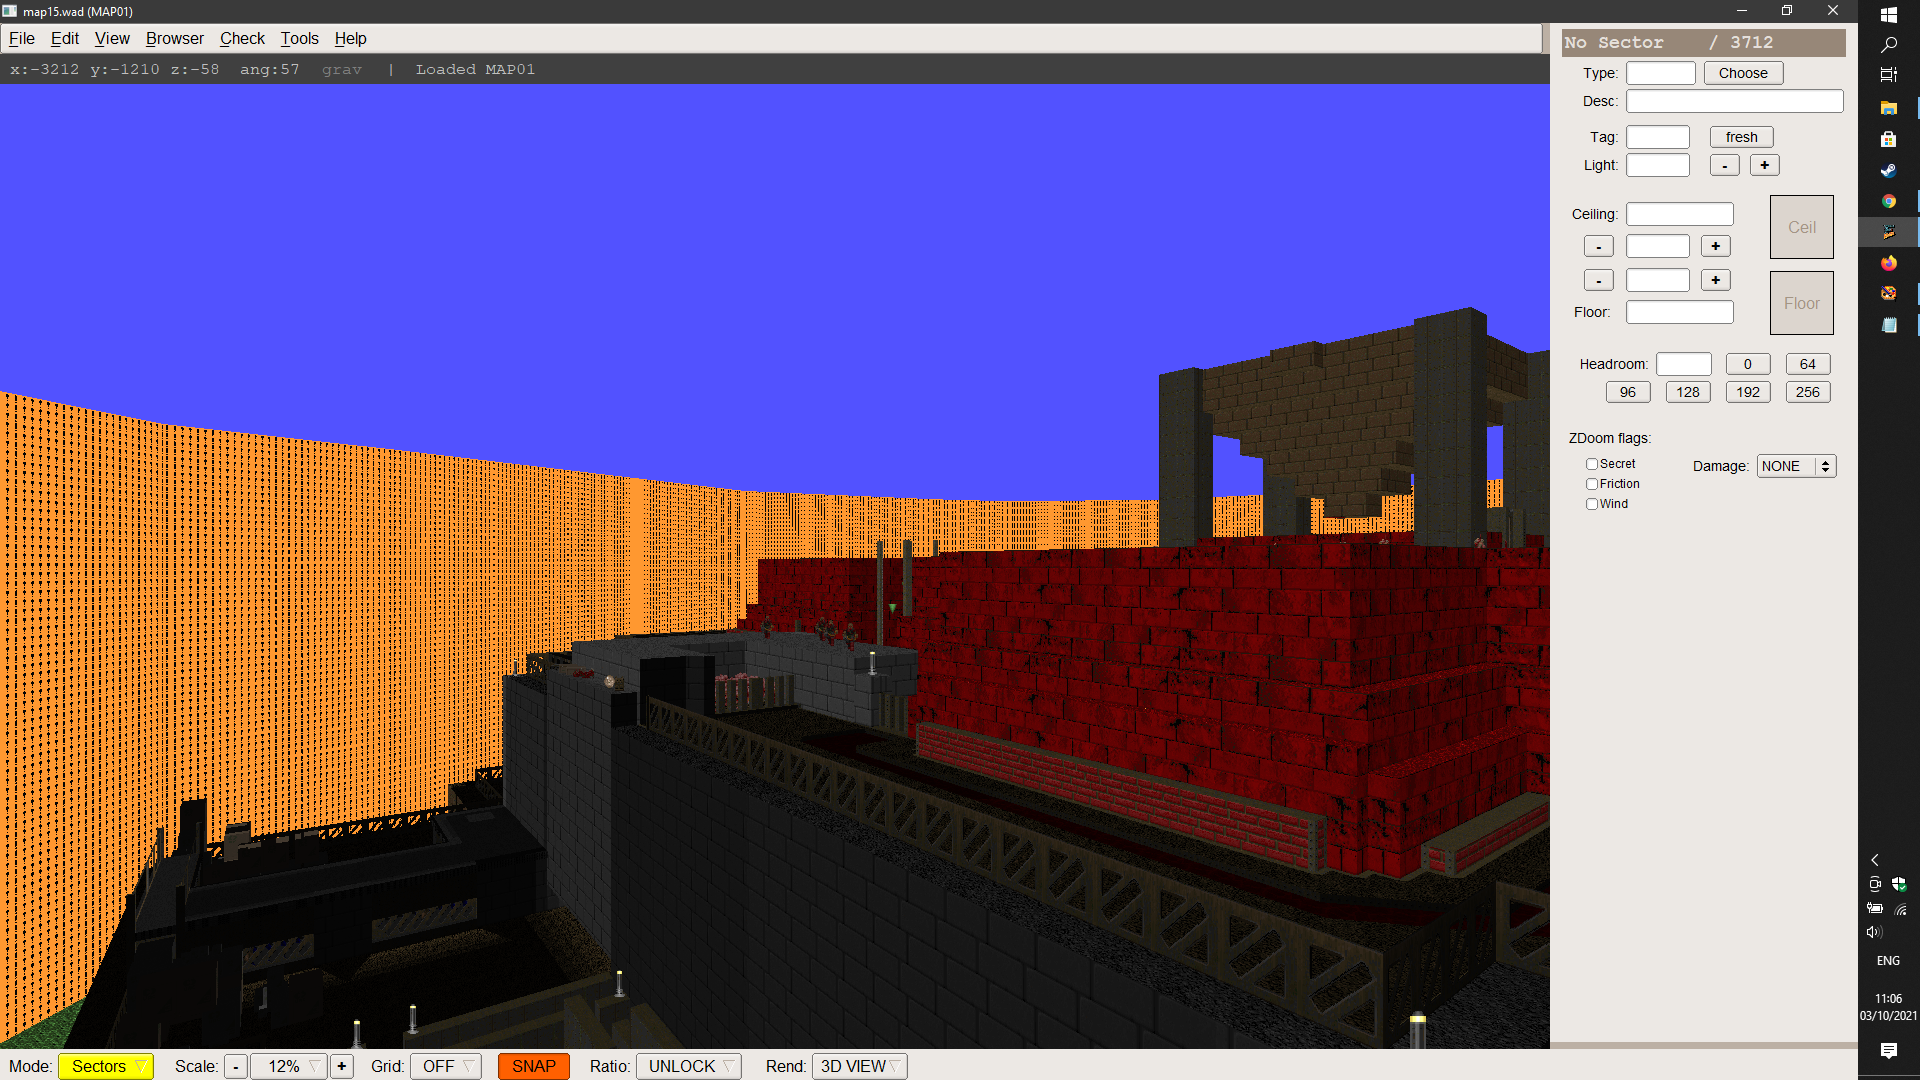 map15.wad (MAP01)
File Edit View Browser Check Tools Help
x:-3212 y:-1210 z:-58 ang:57 grav | Loaded MAP01
No Sector / 3712
Type: Choose
Desc:
Tag: fresh
Light: - +
Ceiling:
- +
Ceil
- +
Floor:
Floor
Headroom: 0 64
96 128 192 256
ZDoom flags:
Secret
Damage: NONE
Friction
Wind
ENG
11:06
03/10/2021
Mode: Sectors Scale: - 12% + Grid: OFF SNAP Ratio: UNLOCK Rend: 3D VIEW